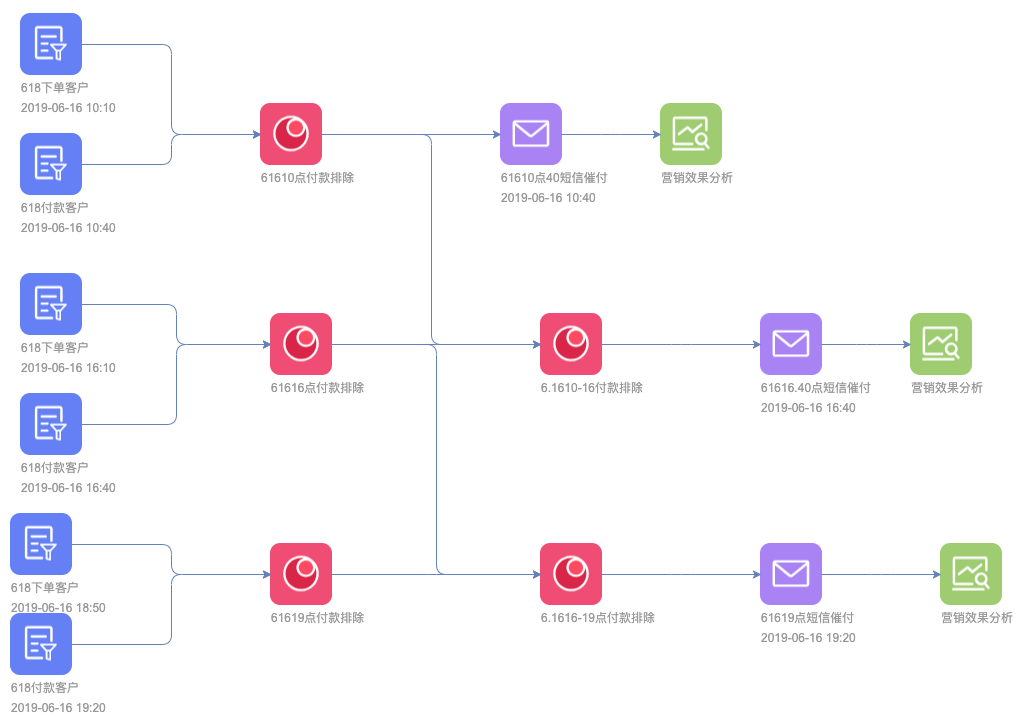 618下单客户
2019-06-16 10:10
618付款客户
2019-06-16 10:40
61610点付款排除
61610点40短信催付
2019-06-16 10:40
营销效果分析
618下单客户
2019-06-16 16:10
618付款客户
2019-06-16 16:40
61616点付款排除
6.1610-16付款排除
61616.40点短信催付
2019-06-16 16:40
营销效果分析
618下单客户
2019-06-16 18:50
618付款客户
2019-06-16 19:20
61619点付款排除
6.1616-19点付款排除
61619点短信催付
2019-06-16 19:20
营销效果分析